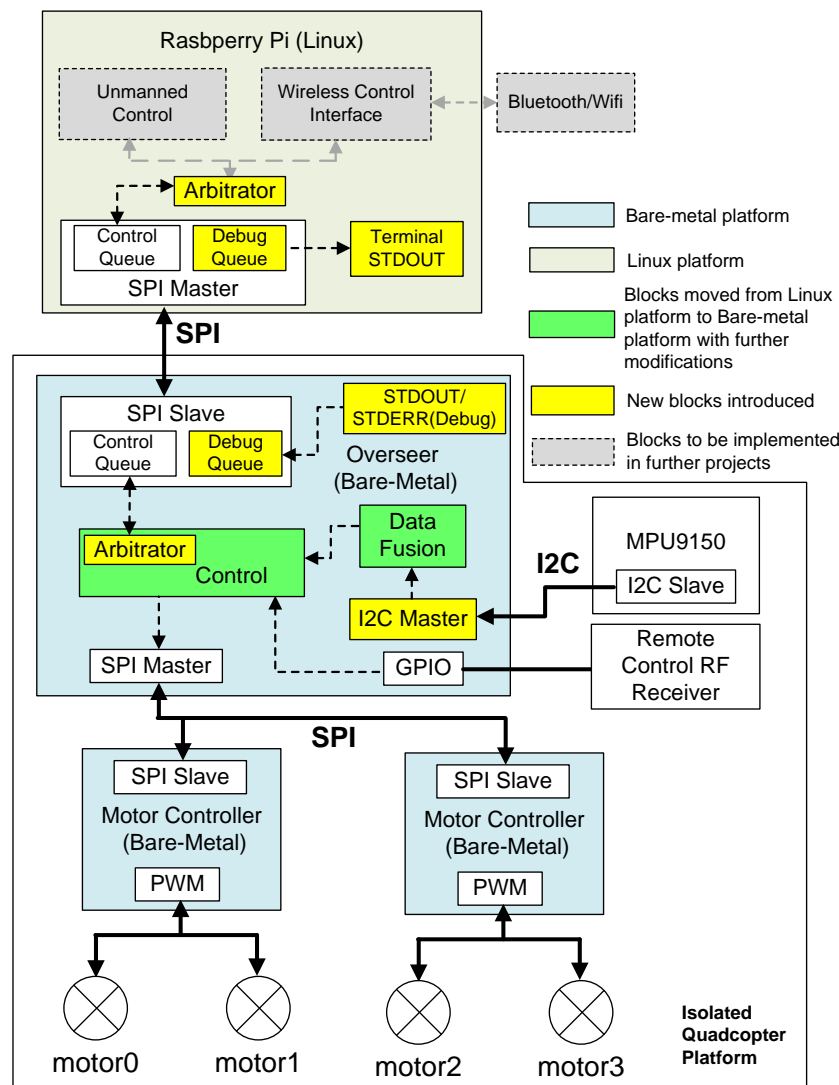 Rasbperry Pi (Linux)
Unmanned
Control
Wireless Control
Interface
Bluetooth/Wifi
Arbitrator
Control
Queue
Debug
Queue
Terminal
STDOUT
SPI Master
SPI
Bare-metal platform
Linux platform
Blocks moved from Linux
platform to Bare-metal
platform with further
modifications
New blocks introduced
Blocks to be implemented
in further projects
SPI Slave
Control
Queue
Debug
Queue
STDOUT/
STDERR(Debug)
Overseer
(Bare-Metal)
Arbitrator
Control
Data
Fusion
I2C Master
I2C
MPU9150
I2C Slave
SPI Master
GPIO
Remote
Control RF
Receiver
SPI
SPI Slave
Motor Controller
(Bare-Metal)
PWM
SPI Slave
Motor Controller
(Bare-Metal)
PWM
motor0
motor1
motor2
motor3
Isolated
Quadcopter
Platform